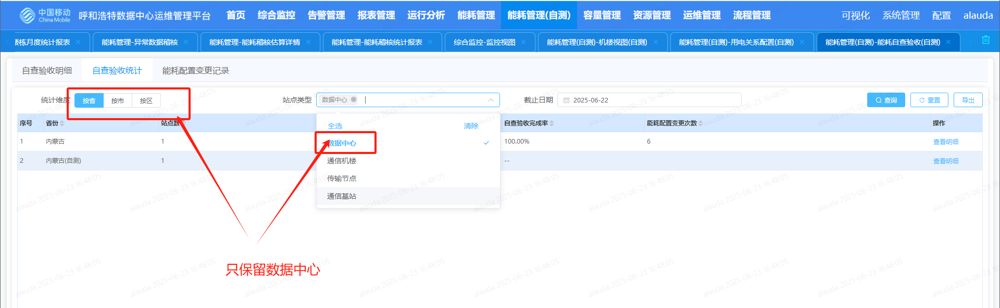 中国移动 China Mobile 呼和浩特数据中心运维管理平台 首页 综合监控 告警管理 报表管理 运行分析 能耗管理 能耗管理(自测) 容量管理 资源管理 运维管理 流程管理 可视化 系统管理 配置 alauda
楼栋月度统计报表 × 能耗管理-异常数据稽核 × 能耗管理-能耗稽核估算详情 × 能耗管理-能耗稽核统计报表 × 综合监控-监控视图 × 能耗管理(自测)-机楼视图(自测) × 能耗管理(自测)-用电关系配置(自测) × 能耗管理(自测)-能耗自查验收(自测) ×
自查验收明细 自查验收统计 能耗配置变更记录
统计维度 按省 按市 按区 站点类型 数据中心 截止日期 2025-06-22 查询 重置 导出
序号 省份 站点数 自查验收完成率 能耗配置变更次数 操作
1 内蒙古 1 100.00% 6 查看明细
2 内蒙古(自测) 1 -- 查看明细
全选 清除
数据中心
通信机楼
传输节点
通信基站
只保留数据中心
alauda 2025-06-23 16:48:05